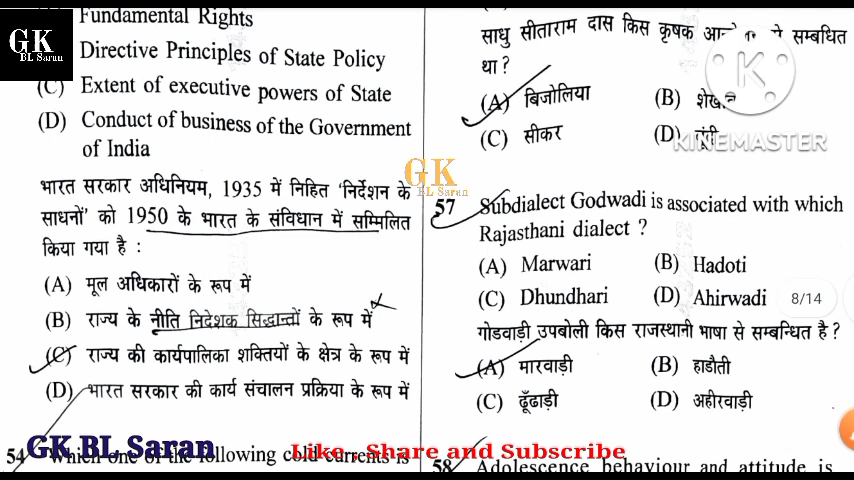 GK
BL Saran
Fundamental Rights
Directive Principles of State Policy
(C) Extent of executive powers of State
(D) Conduct of business of the Government
of India
भारत सरकार अधिनियम, 1935 में निहित 'निर्देशन के
साधनों' को 1950 के भारत के संविधान में सम्मिलित
किया गया है :
(A) मूल अधिकारों के रूप में
(B) राज्य के नीति निदेशक सिद्धान्तों के रूप में
(C) राज्य की कार्यपालिका शक्तियों के क्षेत्र के रूप में
(D) भारत सरकार की कार्य संचालन प्रक्रिया के रूप में
54 Which one of the following cold currents is
GK BL Saran
GK
BL Saran
साधु सीताराम दास किस कृषक सम्बधित
था ?
(A) बिजोलिया (B)
(C) सीकर (D)
KINEMASTER
57 Subdialect Godwadi is associated with which
Rajasthani dialect ?
(A) Marwari (B) Hadoti
(C) Dhundhari (D) Ahirwadi
8/14
गोडवाड़ी उपबोली किस राजस्थानी भाषा से सम्बन्धित है ?
(A) मारवाड़ी (B) हाडौती
(C) ढूँढाड़ी (D) अहीरवाड़ी
Like, Share and Subscribe
58 Adolescence behaviour and attitude is